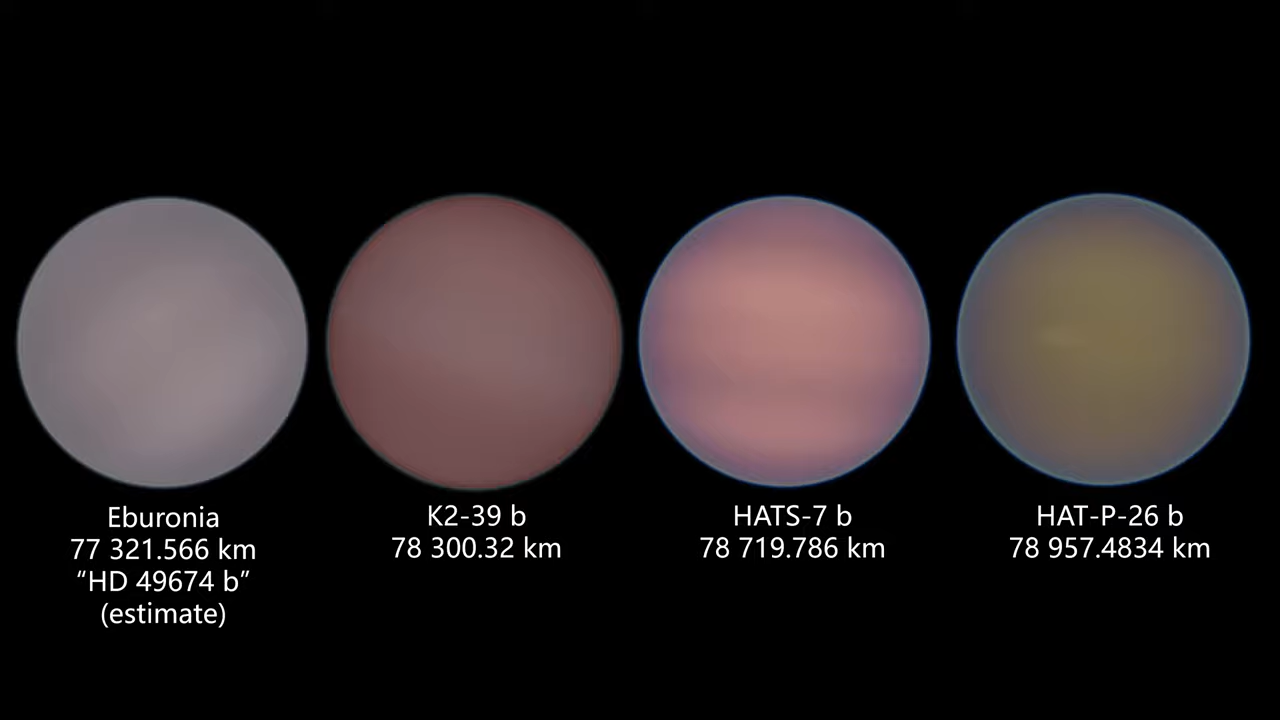 Eburonia
77 321.566 km
“HD 49674 b”
(estimate)
K2-39 b
78 300.32 km
HATS-7 b
78 719.786 km
HAT-P-26 b
78 957.4834 km